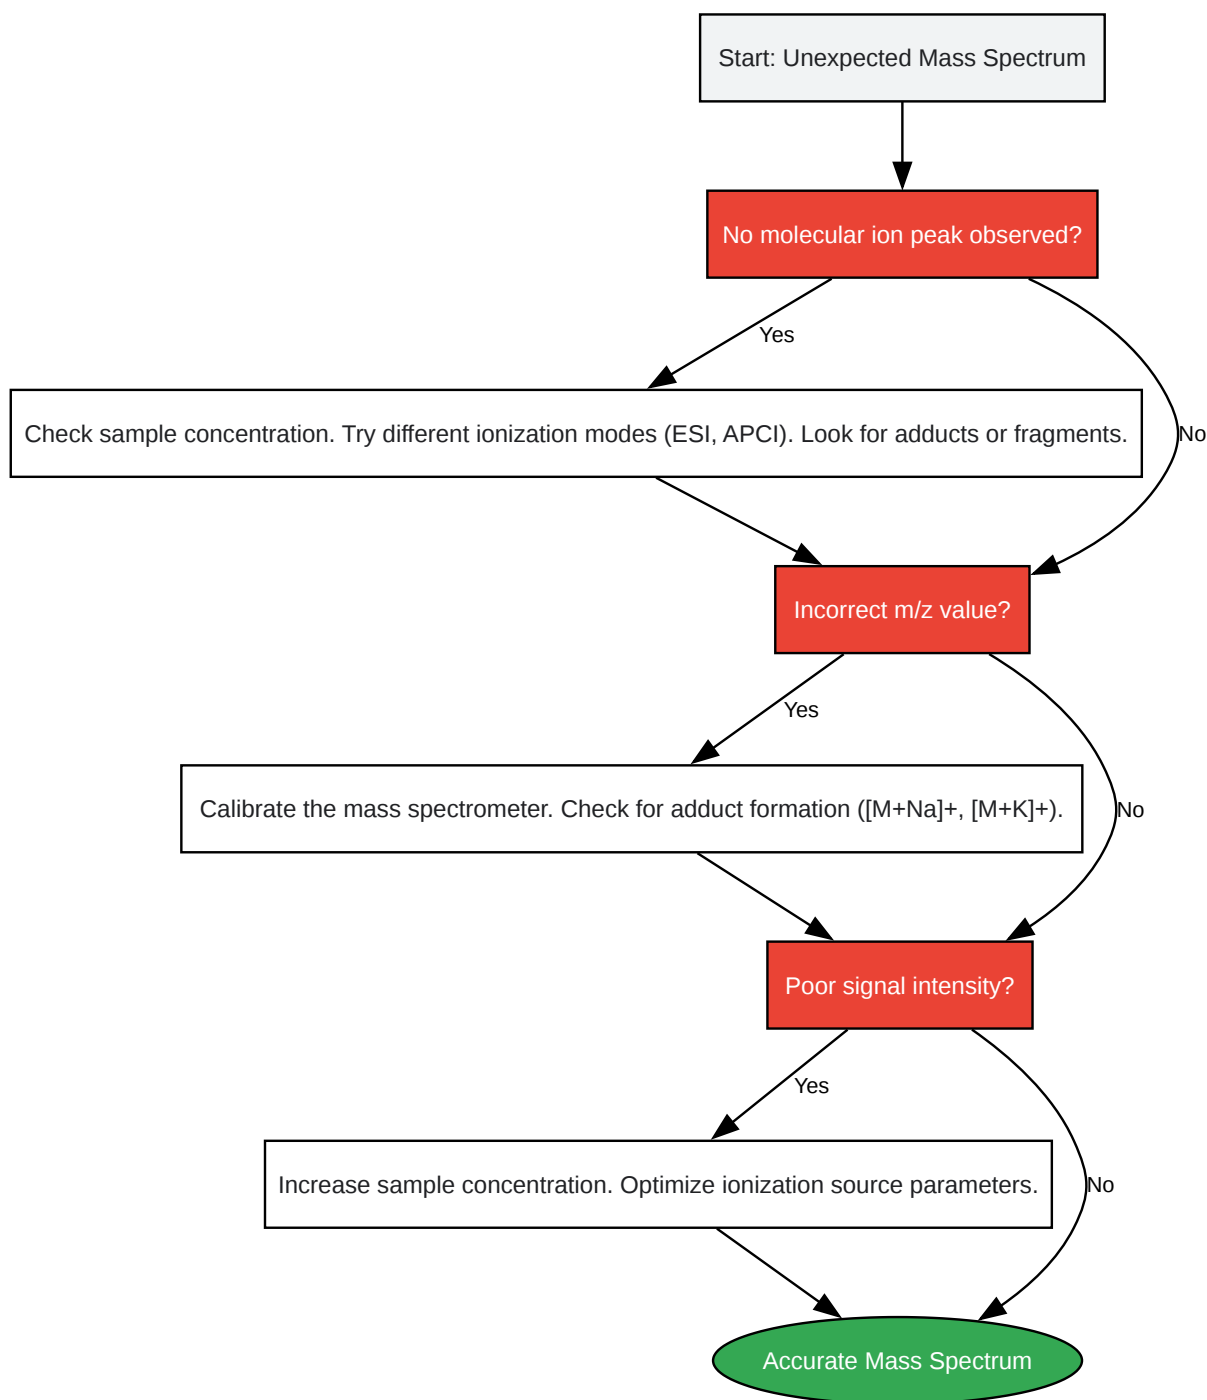 Start: Unexpected Mass Spectrum
No molecular ion peak observed?
Yes
Check sample concentration. Try different ionization modes (ESI, APCI). Look for adducts or fragments.
No
Incorrect m/z value?
Yes
Calibrate the mass spectrometer. Check for adduct formation ([M+Na]+, [M+K]+).
No
Poor signal intensity?
Yes
Increase sample concentration. Optimize ionization source parameters.
No
Accurate Mass Spectrum